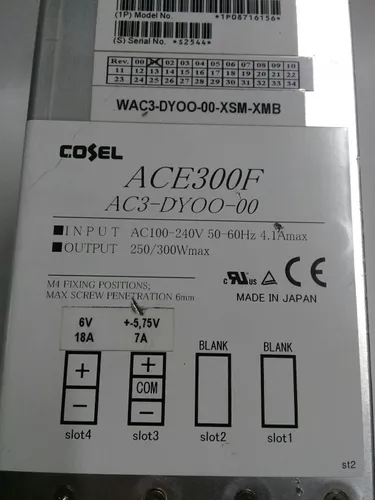 (1P) Model No. *1P08716156*
(S) Serial No. *S2544*
Rev. 00 02 03 04 05 06 07 08 09 10
11 12 13 14 15 16 17 18 19 20 21 22
23 24 25 26 27 28 29 30 31 32 33 34
WAC3-DYOO-00-XSM-XMB
COSEL
ACE300F
AC3-DYOO-00
■INPUT AC100-240V 50-60Hz 4.1Amax
■OUTPUT 250/300Wmax
M4 FIXING POSITIONS;
MAX SCREW PENETRATION 6mm
c RU us CE
MADE IN JAPAN
6V +-5,75V BLANK BLANK
18A 7A
+ +
COM
− −
slot4 slot3 slot2 slot1
st2